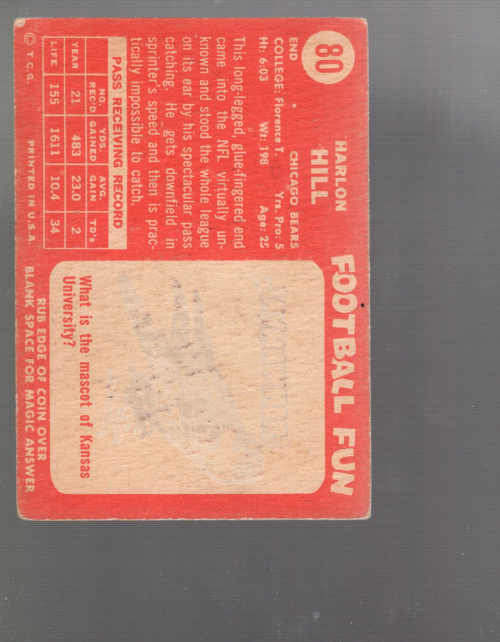 80
HARLON
HILL
END • CHICAGO BEARS
COLLEGE: Florence T. Yrs. Pro: 5
Ht: 6:03 Wt: 198 Age: 25
This long-legged, glue-fingered end
came into the NFL virtually un-
known and stood the whole league
on its ear by his spectacular pass
catching. He gets downfield in
sprinter's speed and then is prac-
tically impossible to catch.
PASS RECEIVING RECORD
NO. YDS. AVG.
REC'D GAINED GAIN TD's
YEAR 21 483 23.0 2
LIFE 155 1611 10.4 34
© T.C.G. PRINTED IN U.S.A.
FOOTBALL FUN
What is the mascot of Kansas
University?
RUB EDGE OF COIN OVER
BLANK SPACE FOR MAGIC ANSWER